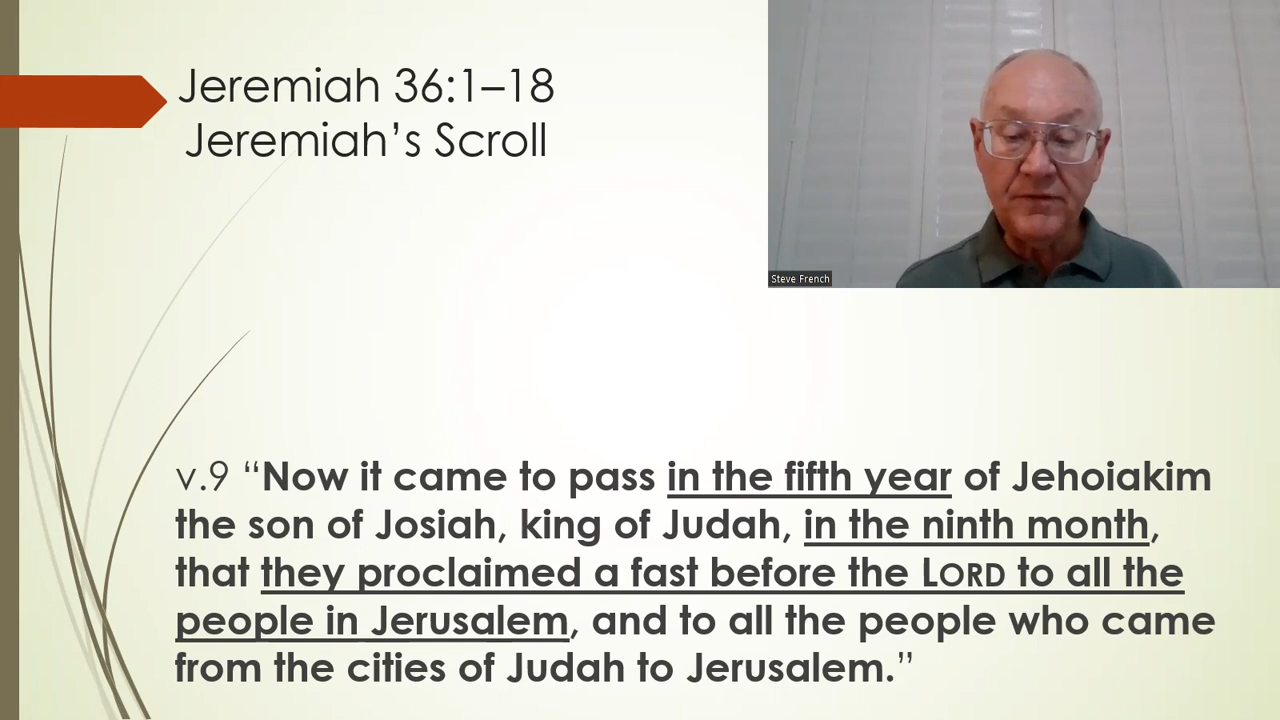 Jeremiah 36:1–18
Jeremiah’s Scroll
Steve French
v.9 “Now it came to pass in the fifth year of Jehoiakim
the son of Josiah, king of Judah, in the ninth month,
that they proclaimed a fast before the LORD to all the
people in Jerusalem, and to all the people who came
from the cities of Judah to Jerusalem.”